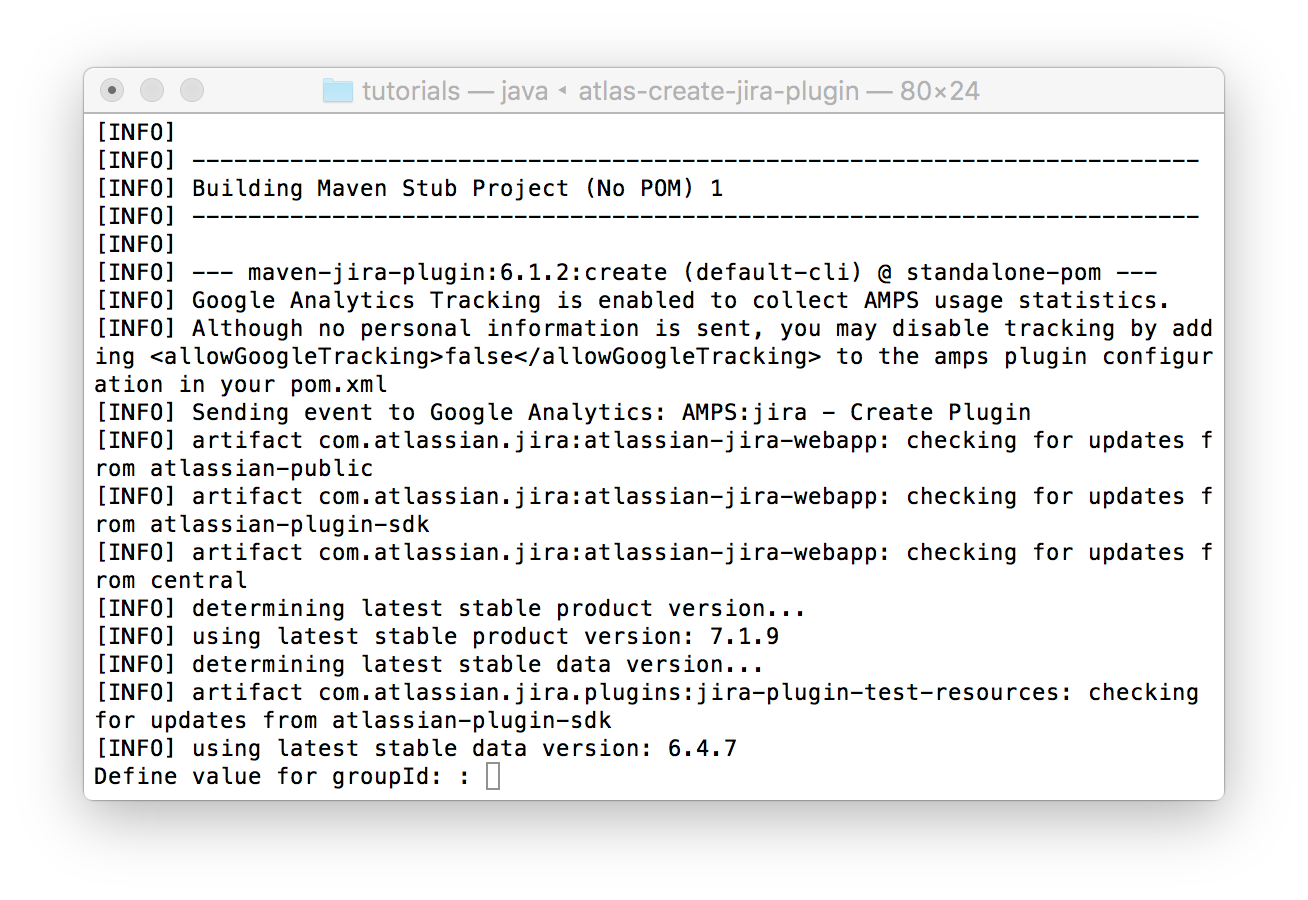 tutorials — java ◂ atlas-create-jira-plugin — 80×24
[INFO]
[INFO] ------------------------------------------------------------------------
[INFO] Building Maven Stub Project (No POM) 1
[INFO] ------------------------------------------------------------------------
[INFO]
[INFO] --- maven-jira-plugin:6.1.2:create (default-cli) @ standalone-pom ---
[INFO] Google Analytics Tracking is enabled to collect AMPS usage statistics.
[INFO] Although no personal information is sent, you may disable tracking by add
ing <allowGoogleTracking>false</allowGoogleTracking> to the amps plugin configur
ation in your pom.xml
[INFO] Sending event to Google Analytics: AMPS:jira - Create Plugin
[INFO] artifact com.atlassian.jira:atlassian-jira-webapp: checking for updates f
rom atlassian-public
[INFO] artifact com.atlassian.jira:atlassian-jira-webapp: checking for updates f
rom atlassian-plugin-sdk
[INFO] artifact com.atlassian.jira:atlassian-jira-webapp: checking for updates f
rom central
[INFO] determining latest stable product version...
[INFO] using latest stable product version: 7.1.9
[INFO] determining latest stable data version...
[INFO] artifact com.atlassian.jira.plugins:jira-plugin-test-resources: checking
for updates from atlassian-plugin-sdk
[INFO] using latest stable data version: 6.4.7
Define value for groupId: :